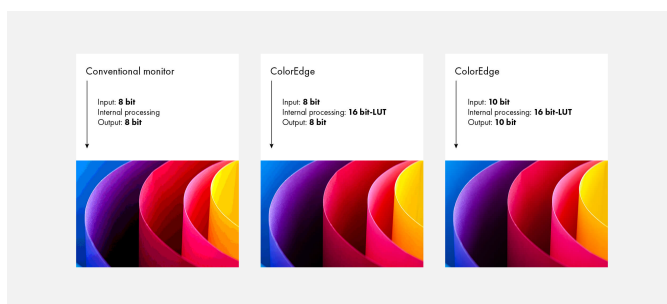 Conventional monitor
Input: 8 bit
Internal processing
Output: 8 bit
ColorEdge
Input: 8 bit
Internal processing: 16 bit-LUT
Output: 8 bit
ColorEdge
Input: 10 bit
Internal processing: 16 bit-LUT
Output: 10 bit